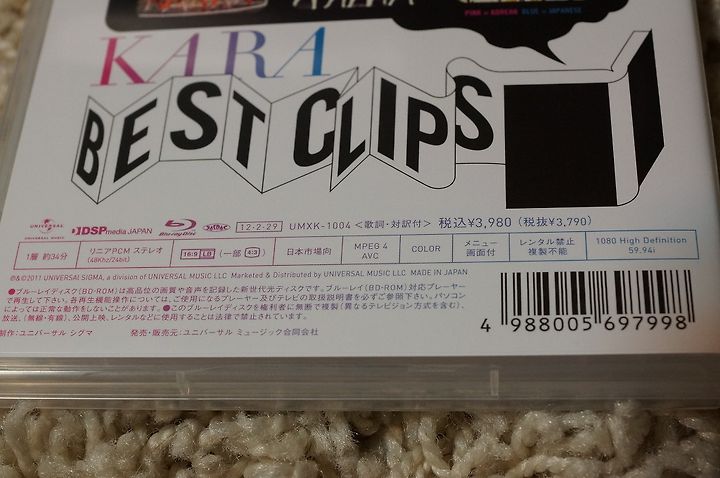 PINK = KOREAN BLUE = JAPANESE
KARA
BEST CLIPS
UNIVERSAL MUSIC
DSPmedia JAPAN
Blu-ray Disc
12-2-29 UMXK-1004 <歌詞・対訳付> 税込¥3,980 (税抜¥3,790)
1層 約34分
リニアPCM ステレオ
(48Khz/24bit)
16:9 LB (一部 4:3)
日本市場向
MPEG 4
AVC
COLOR
メニュー
画面付
レンタル禁止
複製不能
1080 High Definition
59.94i
℗&©2011 UNIVERSAL SIGMA, a division of UNIVERSAL MUSIC LLC Marketed & Distributed by UNIVERSAL MUSIC LLC MADE IN JAPAN
●ブルーレイディスク(BD-ROM)は高品位の画質や音声を記録した新世代光ディスクです。ブルーレイ(BD-ROM)対応プレーヤー
で再生してください。各再生機能操作については、ご使用になるプレーヤー及びテレビの取扱説明書を必ずご参照下さい。パソコン
によっては正常な動作をしないことがあります。●このブルーレイディスクを権利者に無断で複製(異なるテレビジョン方式を含む)、
放送、(無線・有線)、公開上映、レンタルなどに使用することは法律で禁止されています。
制作:ユニバーサル シグマ 発売・販売元:ユニバーサル ミュージック合同会社
4 988005 697998